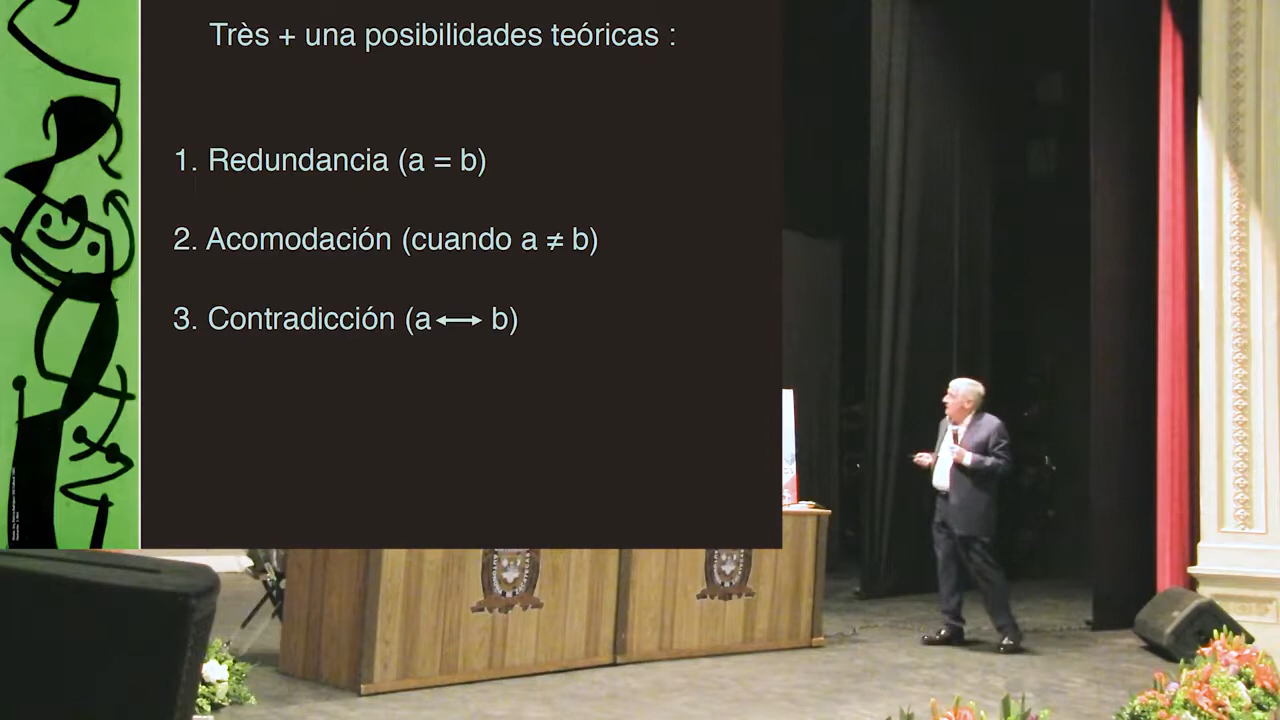 Très + una posibilidades teóricas :
1. Redundancia (a = b)
2. Acomodación (cuando a ≠ b)
3. Contradicción (a ⟷ b)